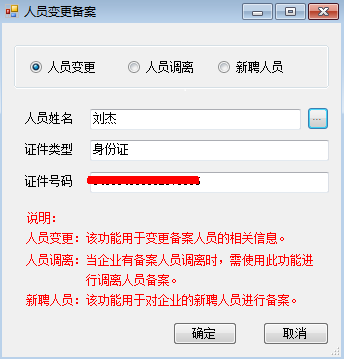 人员变更备案
人员变更 人员调离 新聘人员
人员姓名 刘杰 ...
证件类型 身份证
证件号码
说明:
人员变更: 该功能用于变更备案人员的相关信息。
人员调离: 当企业有备案人员调离时, 需使用此功能进
行调离人员备案。
新聘人员: 该功能用于对企业的新聘人员进行备案。
确定 取消